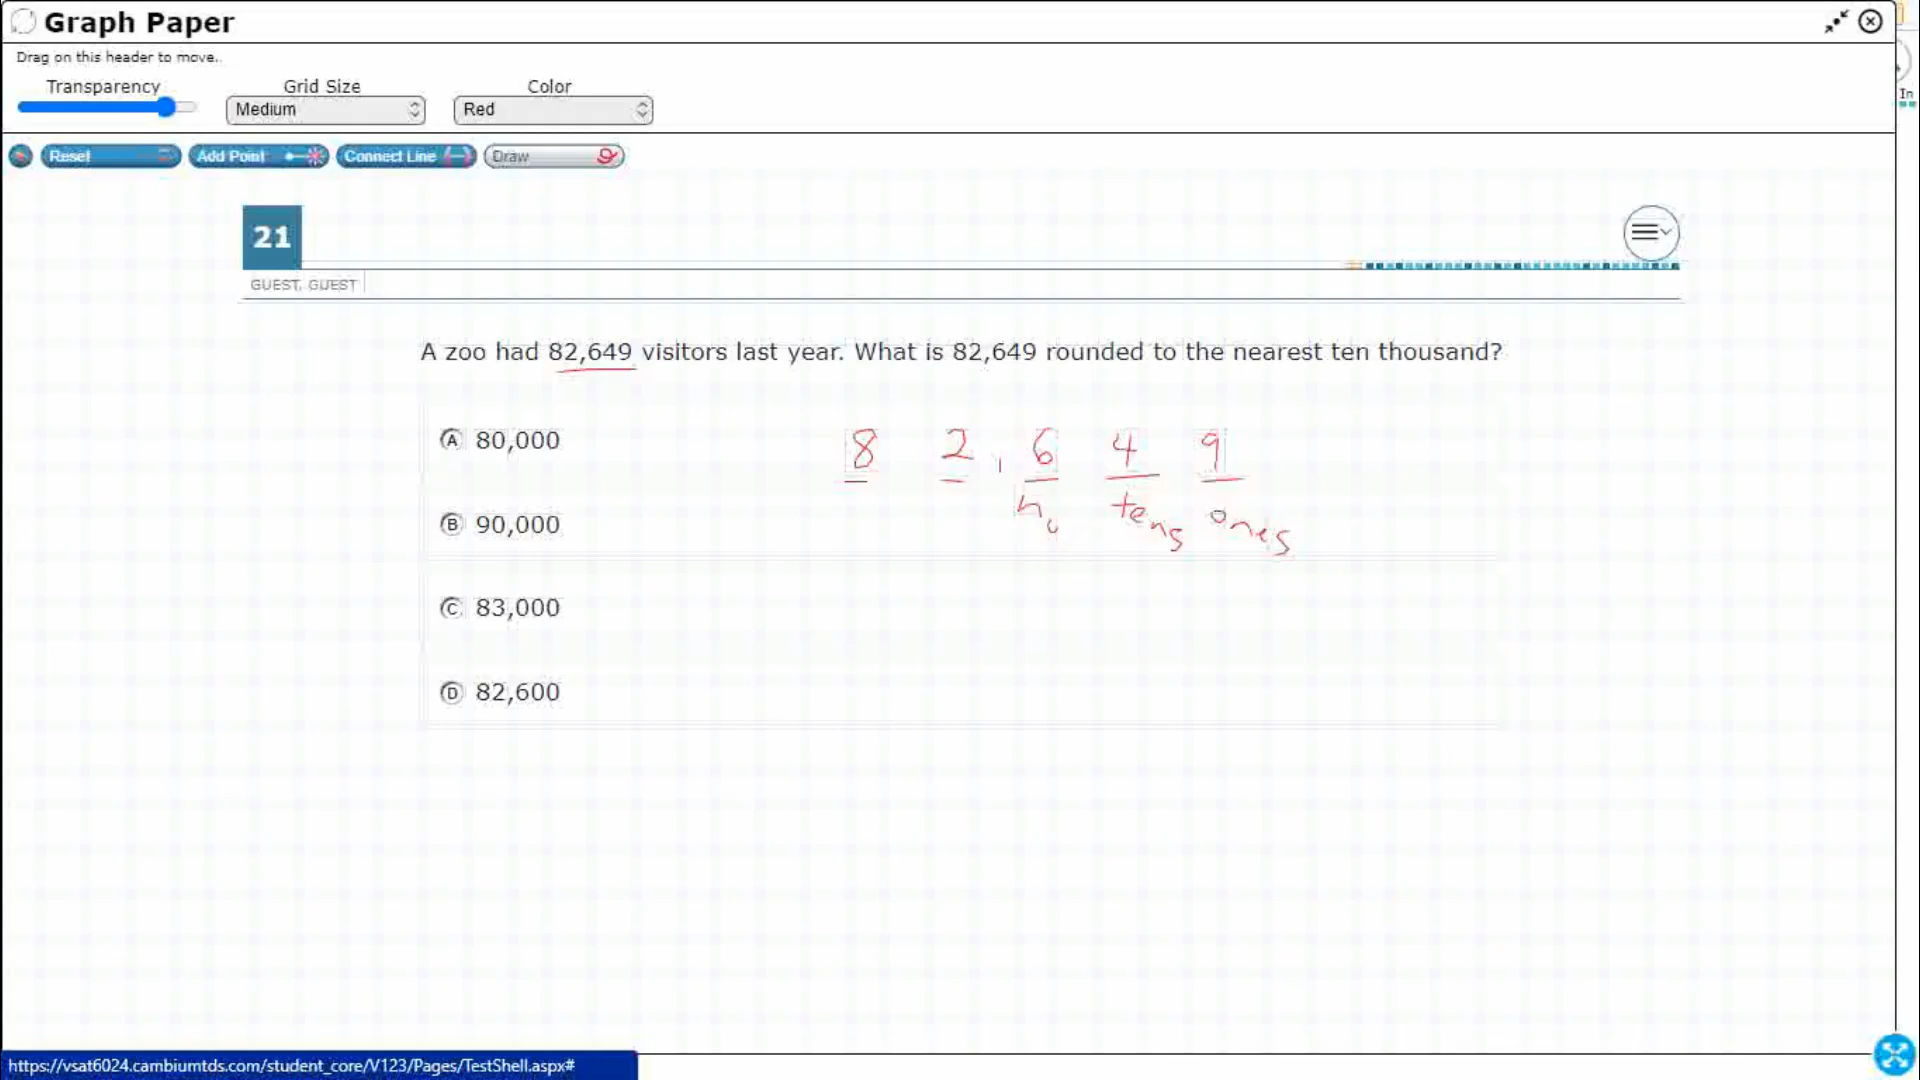 Graph Paper
Drag on this header to move..
Transparency Grid Size Color
Medium Red
Reset Add Point Connect Line Draw
21
GUEST, GUEST
A zoo had 82,649 visitors last year. What is 82,649 rounded to the nearest ten thousand?
A 80,000
8 2, 6 4 9
tens ones
B 90,000
C 83,000
D 82,600
In
https://vsat6024.cambiumtds.com/student_core/V123/Pages/TestShell.aspx#